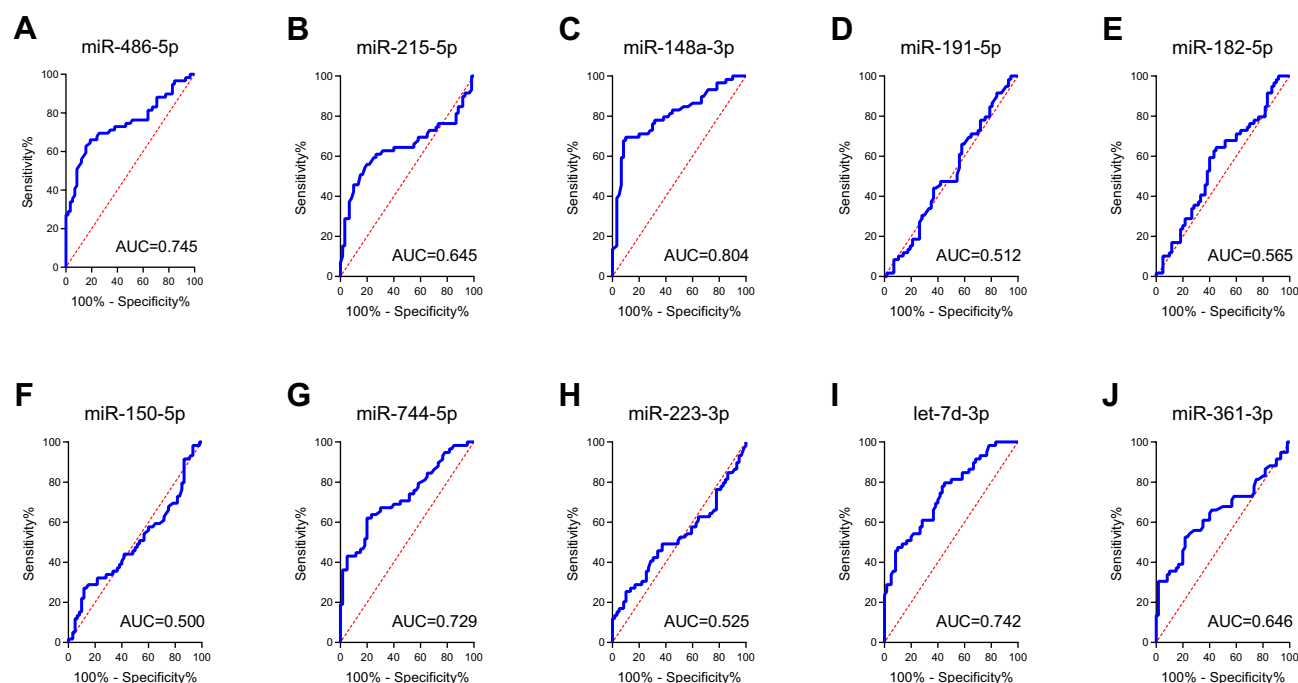 A
miR-486-5p
100
80
60
40
20
0
Sensitivity%
AUC=0.745
0 20 40 60 80 100
100% - Specificity%
B
miR-215-5p
100
80
60
40
20
0
Sensitivity%
AUC=0.645
0 20 40 60 80 100
100% - Specificity%
C
miR-148a-3p
100
80
60
40
20
0
Sensitivity%
AUC=0.804
0 20 40 60 80 100
100% - Specificity%
D
miR-191-5p
100
80
60
40
20
0
Sensitivity%
AUC=0.512
0 20 40 60 80 100
100% - Specificity%
E
miR-182-5p
100
80
60
40
20
0
Sensitivity%
AUC=0.565
0 20 40 60 80 100
100% - Specificity%
F
miR-150-5p
100
80
60
40
20
0
Sensitivity%
AUC=0.500
0 20 40 60 80 100
100% - Specificity%
G
miR-744-5p
100
80
60
40
20
0
Sensitivity%
AUC=0.729
0 20 40 60 80 100
100% - Specificity%
H
miR-223-3p
100
80
60
40
20
0
Sensitivity%
AUC=0.525
0 20 40 60 80 100
100% - Specificity%
I
let-7d-3p
100
80
60
40
20
0
Sensitivity%
AUC=0.742
0 20 40 60 80 100
100% - Specificity%
J
miR-361-3p
100
80
60
40
20
0
Sensitivity%
AUC=0.646
0 20 40 60 80 100
100% - Specificity%